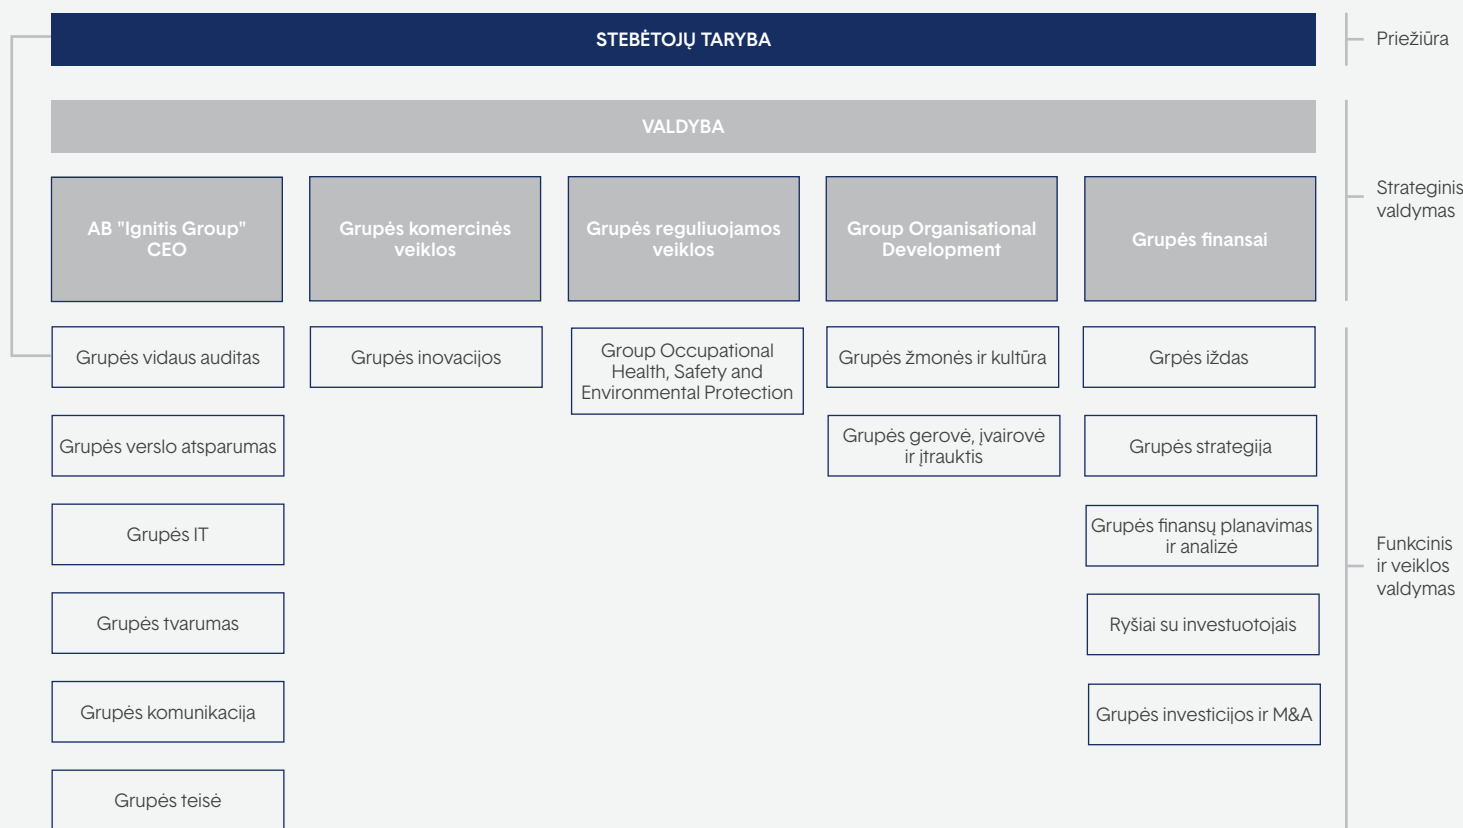 STEBĖTOJŲ TARYBA
Priežiūra
VALDYBA
Strateginis
valdymas
AB "Ignitis Group"
CEO
Grupės komercinės
veiklos
Grupės reguliuojamos
veiklos
Group Organisational
Development
Grupės finansai
Grupės vidaus auditas
Grupės inovacijos
Group Occupational
Health, Safety and
Environmental Protection
Grupės žmonės ir kultūra
Grpės iždas
Grupės verslo atsparumas
Grupės gerovė, įvairovė
ir įtrauktis
Grupės strategija
Grupės IT
Grupės finansų planavimas
ir analizė
Funkcinis
ir veiklos
valdymas
Grupės tvarumas
Ryšiai su investuotojais
Grupės komunikacija
Grupės investicijos ir M&A
Grupės teisė